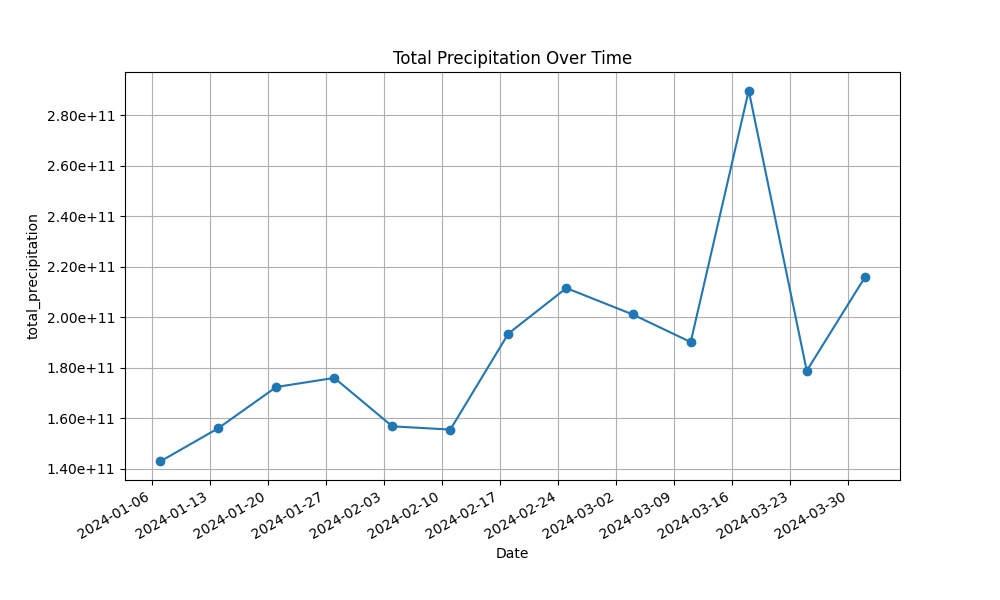 Total Precipitation Over Time
2.80e+11
2.60e+11
2.40e+11
2.20e+11
2.00e+11
1.80e+11
1.60e+11
1.40e+11
total_precipitation
2024-01-06
2024-01-13
2024-01-20
2024-01-27
2024-02-03
2024-02-10
2024-02-17
2024-02-24
2024-03-02
2024-03-09
2024-03-16
2024-03-23
2024-03-30
Date